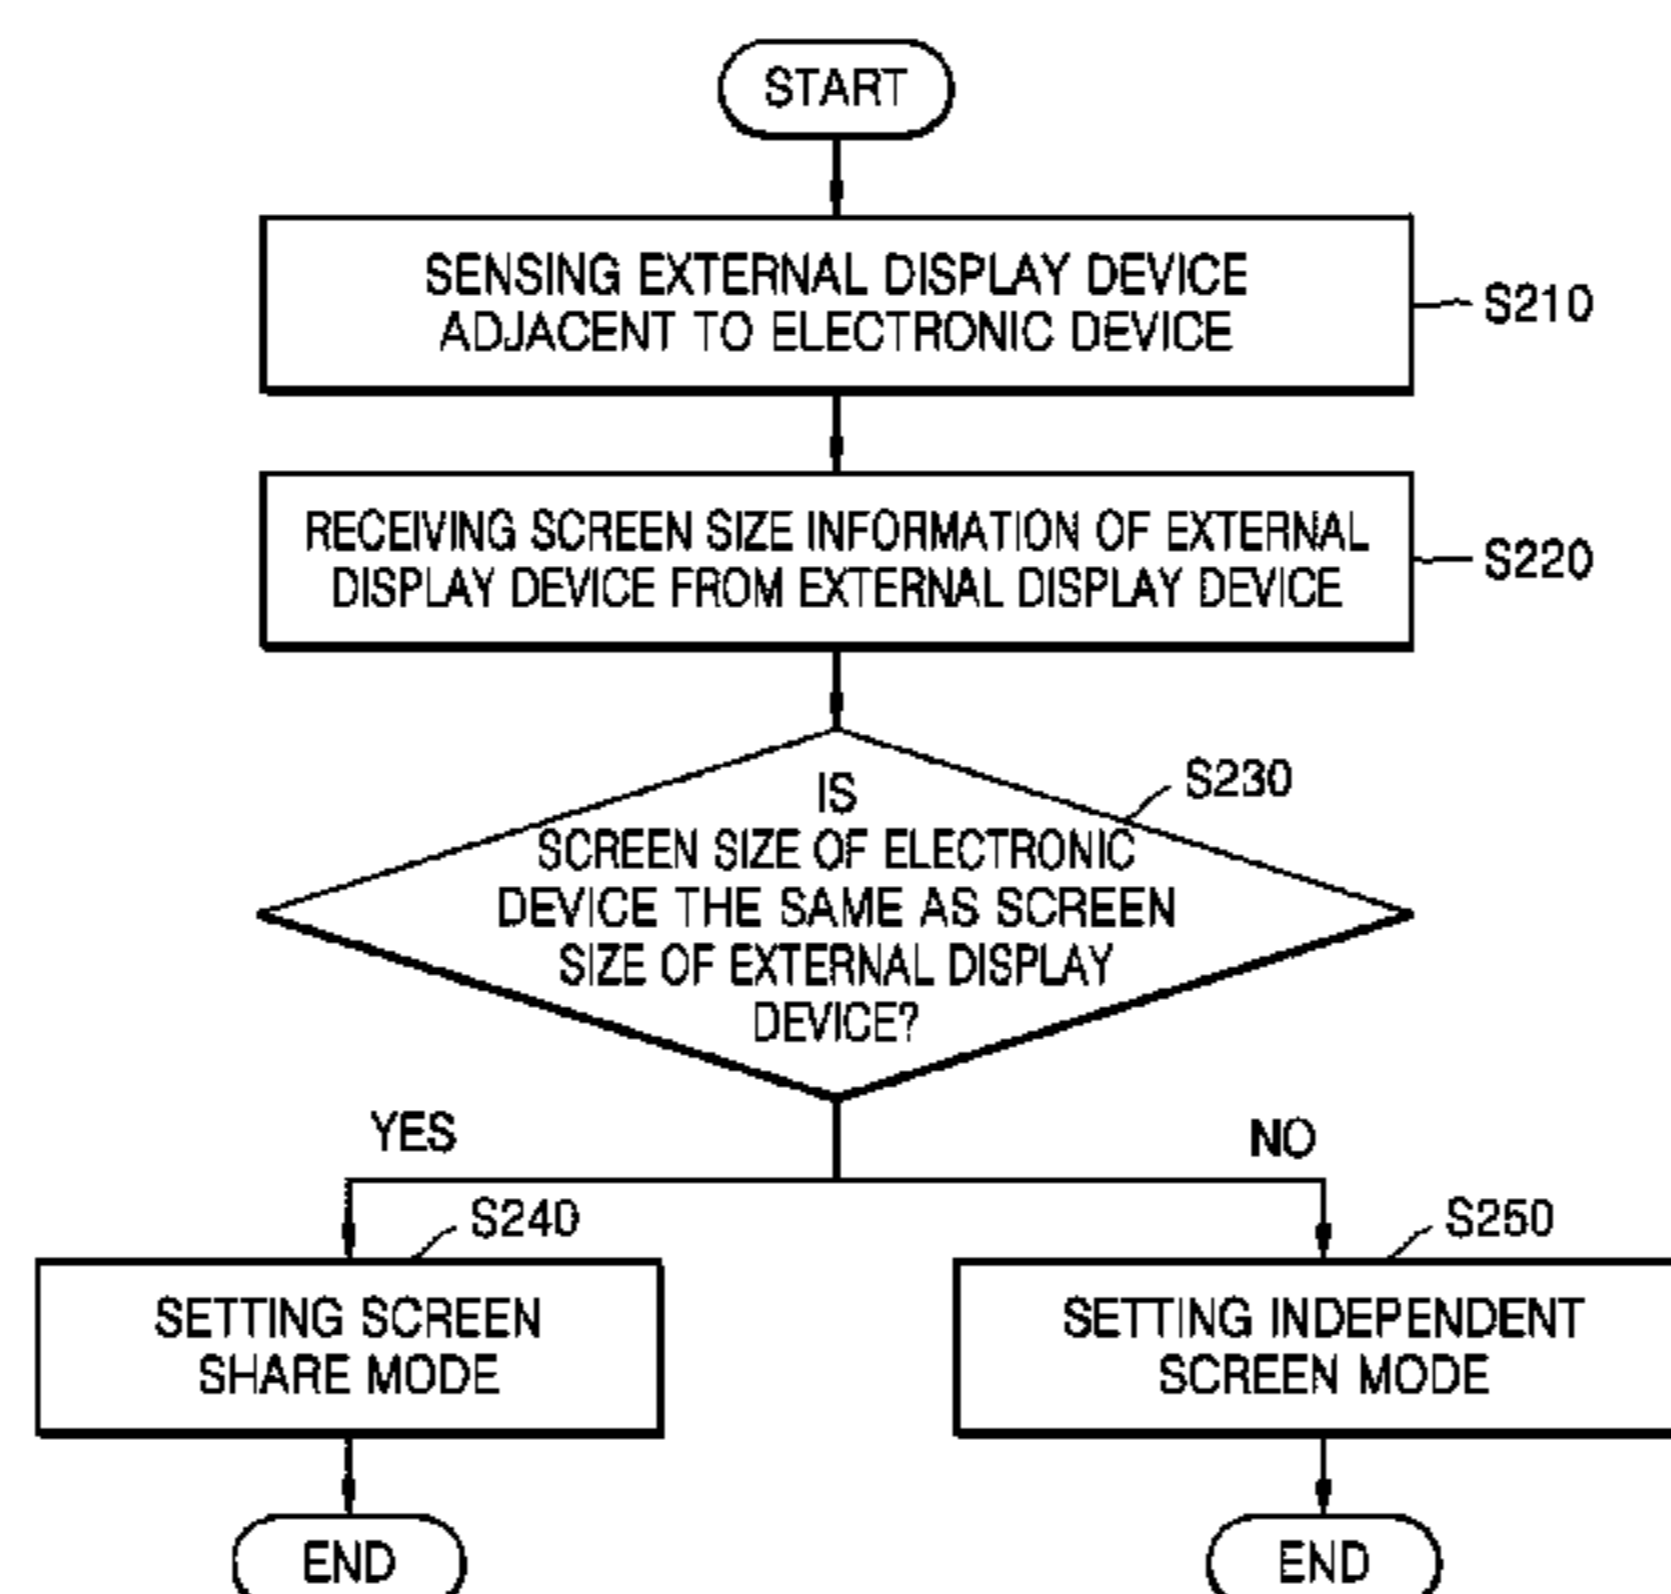 START
SENSING EXTERNAL DISPLAY DEVICE
ADJACENT TO ELECTRONIC DEVICE
S210
RECEIVING SCREEN SIZE INFORMATION OF EXTERNAL
DISPLAY DEVICE FROM EXTERNAL DISPLAY DEVICE
S220
S230
IS
SCREEN SIZE OF ELECTRONIC
DEVICE THE SAME AS SCREEN
SIZE OF EXTERNAL DISPLAY
DEVICE?
YES
NO
S240
S250
SETTING SCREEN
SHARE MODE
SETTING INDEPENDENT
SCREEN MODE
END
END